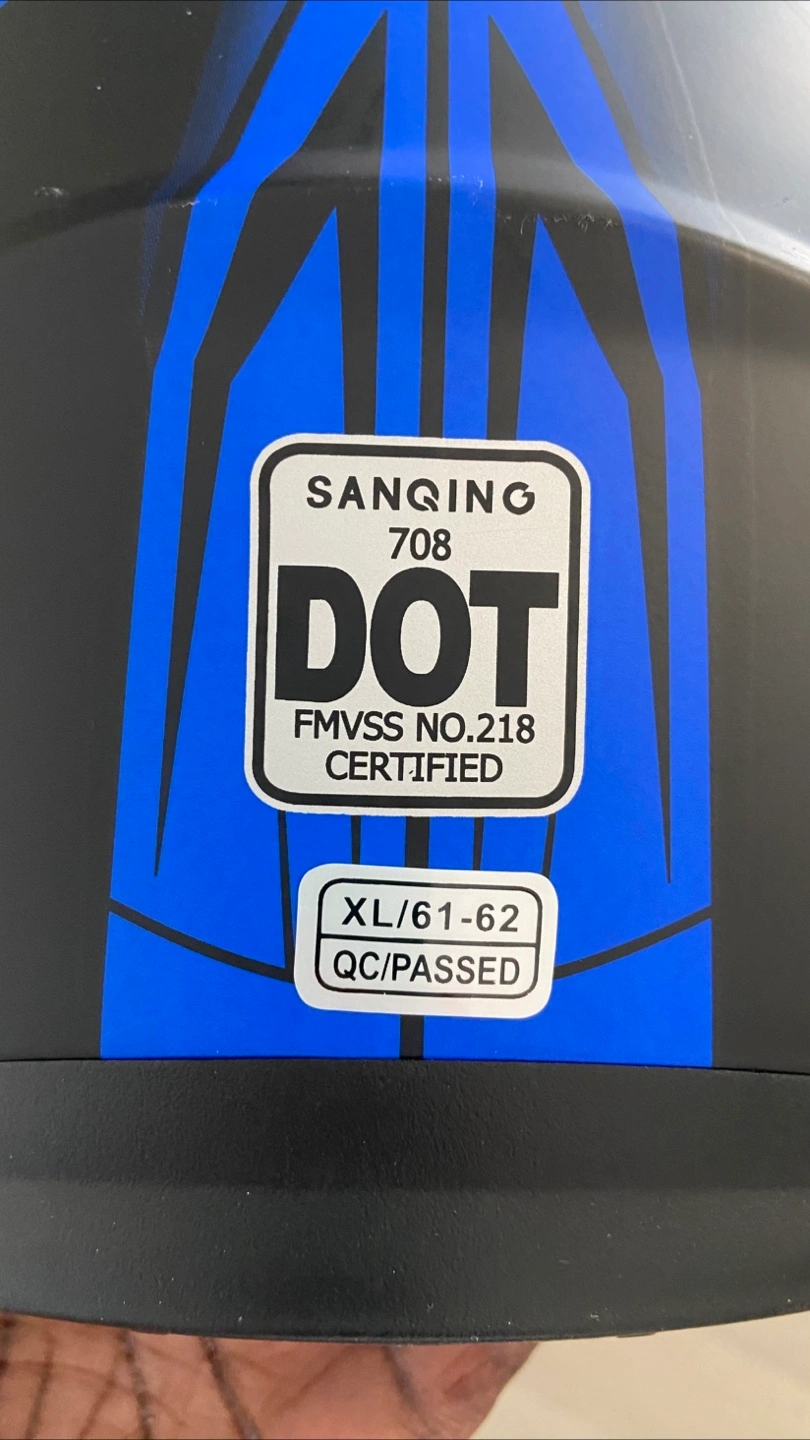 SANQING
708
DOT
FMVSS NO.218
CERTIFIED
XL/61-62
QC/PASSED